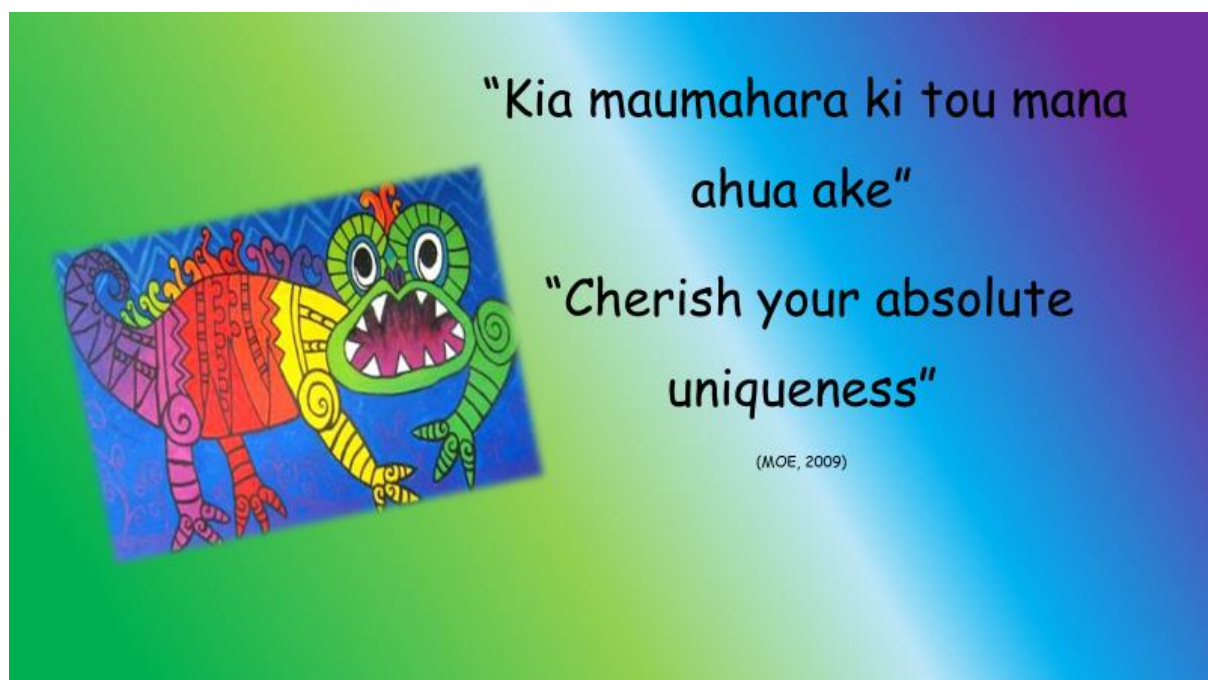 “Kia maumahara ki tou mana
ahua ake”
“Cherish your absolute
uniqueness”
(MOE, 2009)